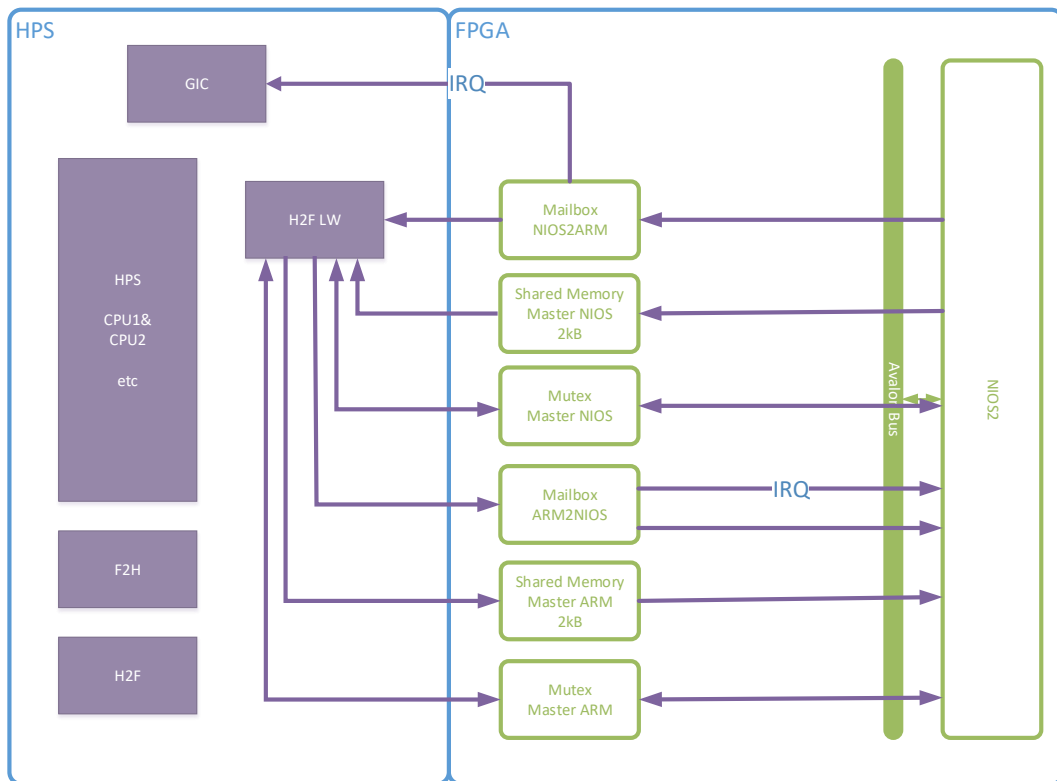 HPS
FPGA
GIC
IRQ
HPS
CPU1&
CPU2
etc
H2F LW
F2H
H2F
Mailbox
NIOS2ARM
Shared Memory
Master NIOS
2kB
Mutex
Master NIOS
Mailbox
ARM2NIOS
IRQ
Shared Memory
Master ARM
2kB
Mutex
Master ARM
Avalon Bus
NIOS2